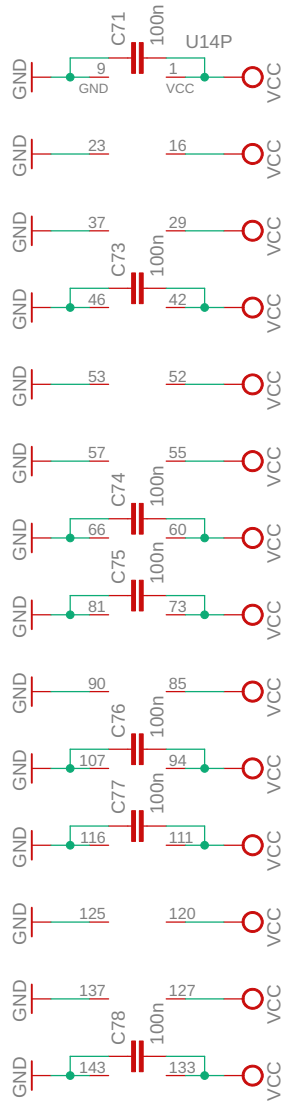 C71 100n U14P
GND 9 1 VCC
GND VCC
GND 23 16 VCC
GND 37 29 VCC
C73 100n
GND 46 42 VCC
GND 53 52 VCC
GND 57 55 VCC
C74 100n
GND 66 60 VCC
C75 100n
GND 81 73 VCC
GND 90 85 VCC
C76 100n
GND 107 94 VCC
C77 100n
GND 116 111 VCC
GND 125 120 VCC
GND 137 127 VCC
C78 100n
GND 143 133 VCC